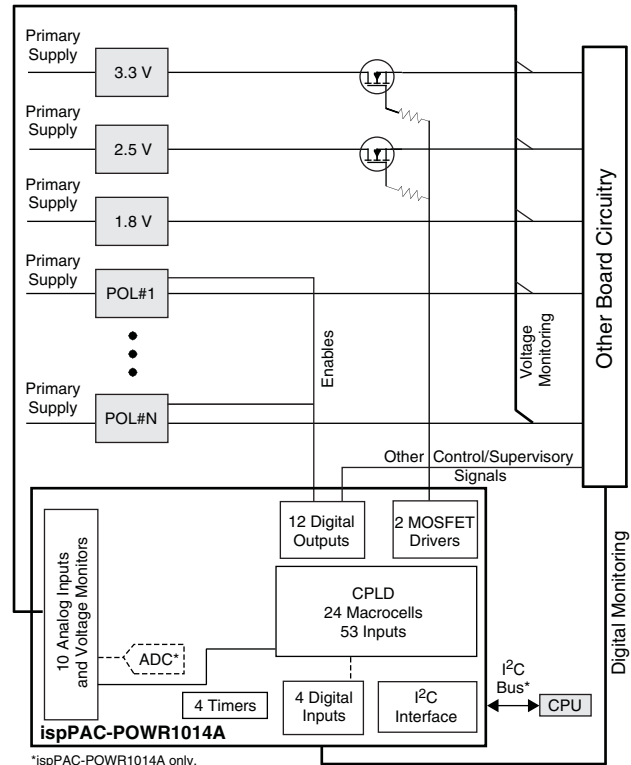 Primary
Supply
3.3 V
Primary
Supply
2.5 V
Primary
Supply
1.8 V
Primary
Supply
POL#1
Primary
Supply
POL#N
Enables
Voltage
Monitoring
Other Board Circuitry
Other Control/Supervisory
Signals
12 Digital
Outputs
2 MOSFET
Drivers
10 Analog Inputs
and Voltage Monitors
CPLD
24 Macrocells
53 Inputs
ADC*
4 Timers
4 Digital
Inputs
I²C
Interface
I²C
Bus*
CPU
Digital Monitoring
ispPAC-POWR1014A
*ispPAC-POWR1014A only.